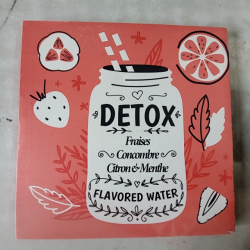 DETOX
Fraises
Concombre
Citron & Menthe
FLAVORED WATER